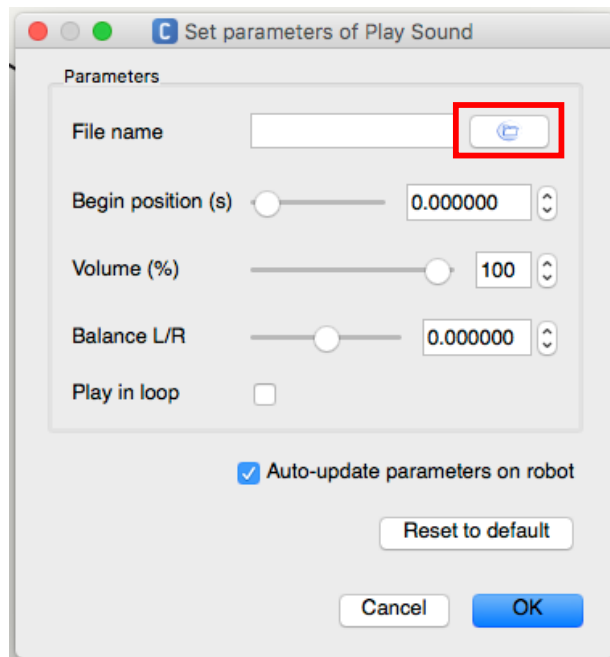 C Set parameters of Play Sound
Parameters
File name
Begin position (s) 0.000000
Volume (%) 100
Balance L/R 0.000000
Play in loop
Auto-update parameters on robot
Reset to default
Cancel OK